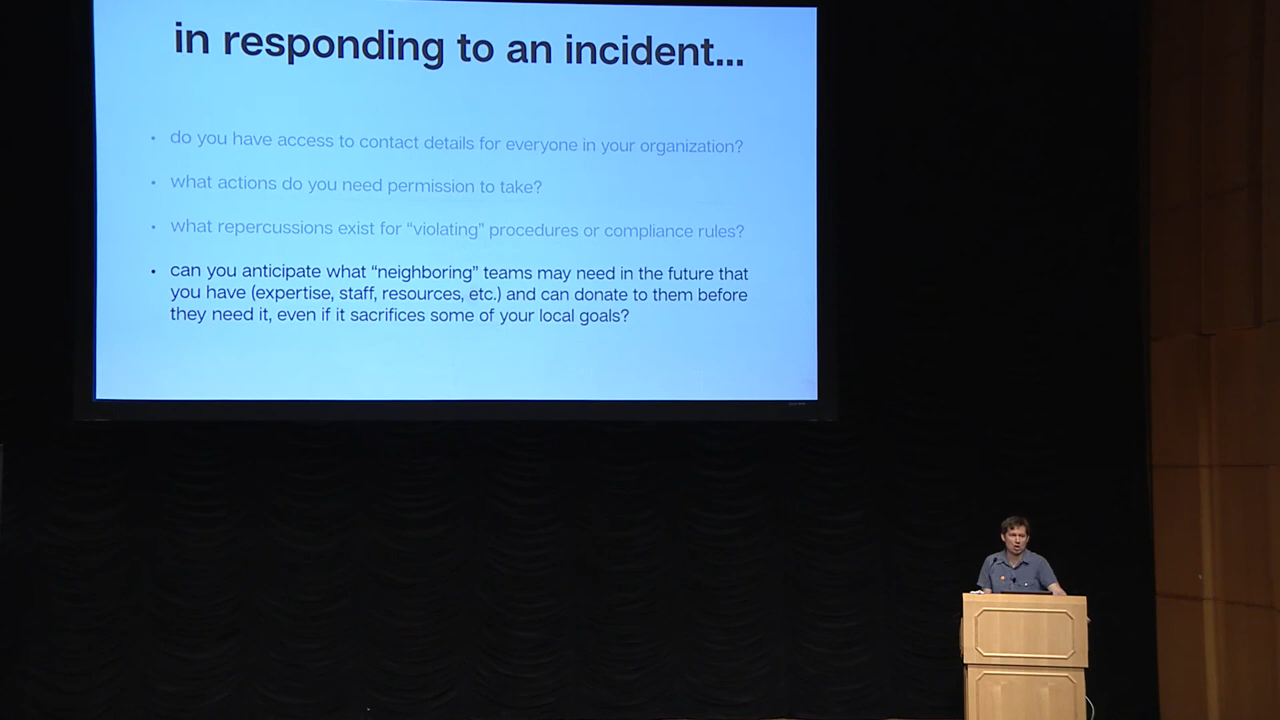 in responding to an incident...
• do you have access to contact details for everyone in your organization?
• what actions do you need permission to take?
• what repercussions exist for “violating” procedures or compliance rules?
• can you anticipate what “neighboring” teams may need in the future that
you have (expertise, staff, resources, etc.) and can donate to them before
they need it, even if it sacrifices some of your local goals?